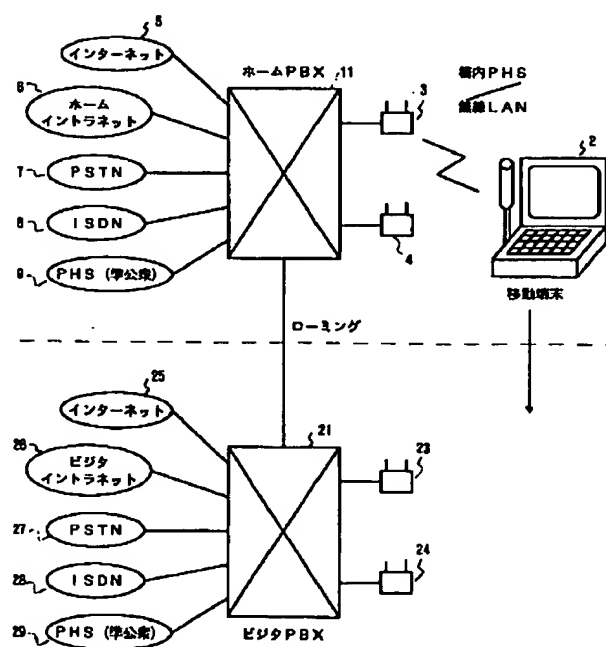 5
インターネット
ホームPBX 11
3
構内PHS
無線LAN
6
ホーム
イントラネット
2
7
PSTN
8
ISDN
4
9
PHS (準公衆)
移動端末
ローミング
25
インターネット
21
26
ビジタ
イントラネット
23
27
PSTN
24
28
ISDN
29
PHS (準公衆)
ビジタPBX